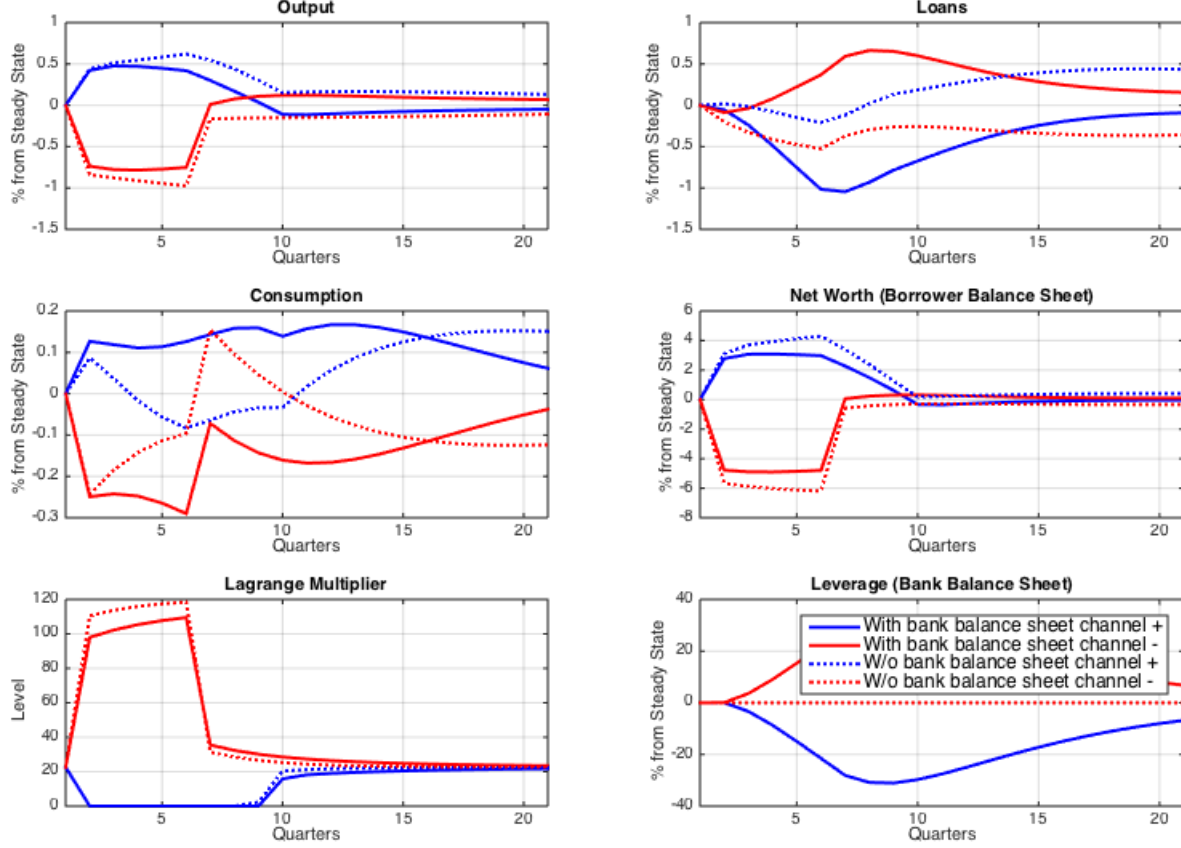 Output
% from Steady State
1
0.5
0
-0.5
-1
-1.5
5
10
15
20
Quarters
Loans
% from Steady State
1
0.5
0
-0.5
-1
-1.5
5
10
15
20
Quarters
Consumption
% from Steady State
0.2
0.1
0
-0.1
-0.2
-0.3
5
10
15
20
Quarters
Net Worth (Borrower Balance Sheet)
% from Steady State
6
4
2
0
-2
-4
-6
-8
5
10
15
20
Quarters
Lagrange Multiplier
Level
120
100
80
60
40
20
0
5
10
15
20
Quarters
Leverage (Bank Balance Sheet)
% from Steady State
40
20
0
-20
-40
5
10
15
20
Quarters
With bank balance sheet channel +
With bank balance sheet channel -
W/o bank balance sheet channel +
W/o bank balance sheet channel -